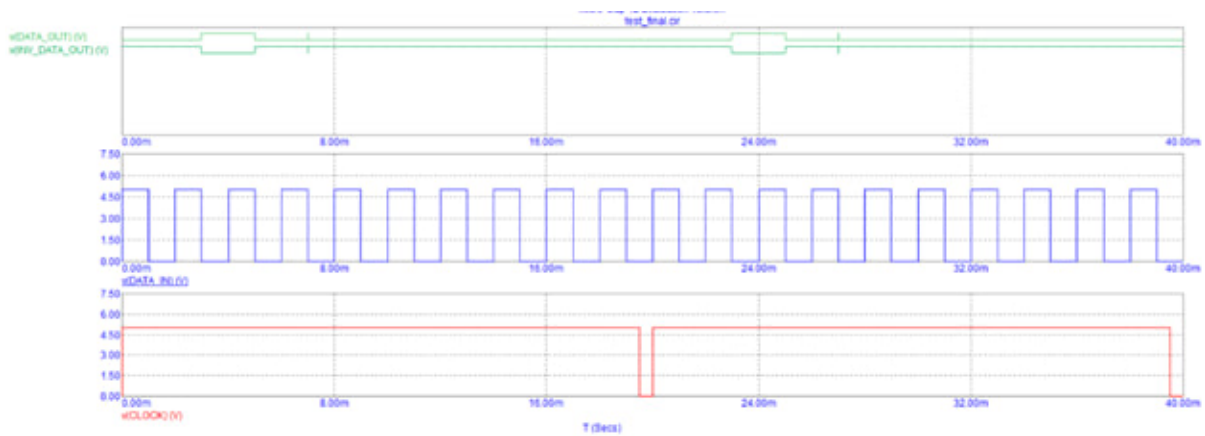 test_final.cir
v(DATA_OUT) (V)
v(INV_DATA_OUT) (V)
0.00m 8.00m 16.00m 24.00m 32.00m 40.00m
7.50
6.00
4.50
3.00
1.50
0.00
0.00m 8.00m 16.00m 24.00m 32.00m 40.00m
v(DATA_IN) (V)
7.50
6.00
4.50
3.00
1.50
0.00
0.00m 8.00m 16.00m 24.00m 32.00m 40.00m
v(CLOCK) (V)
T (Secs)